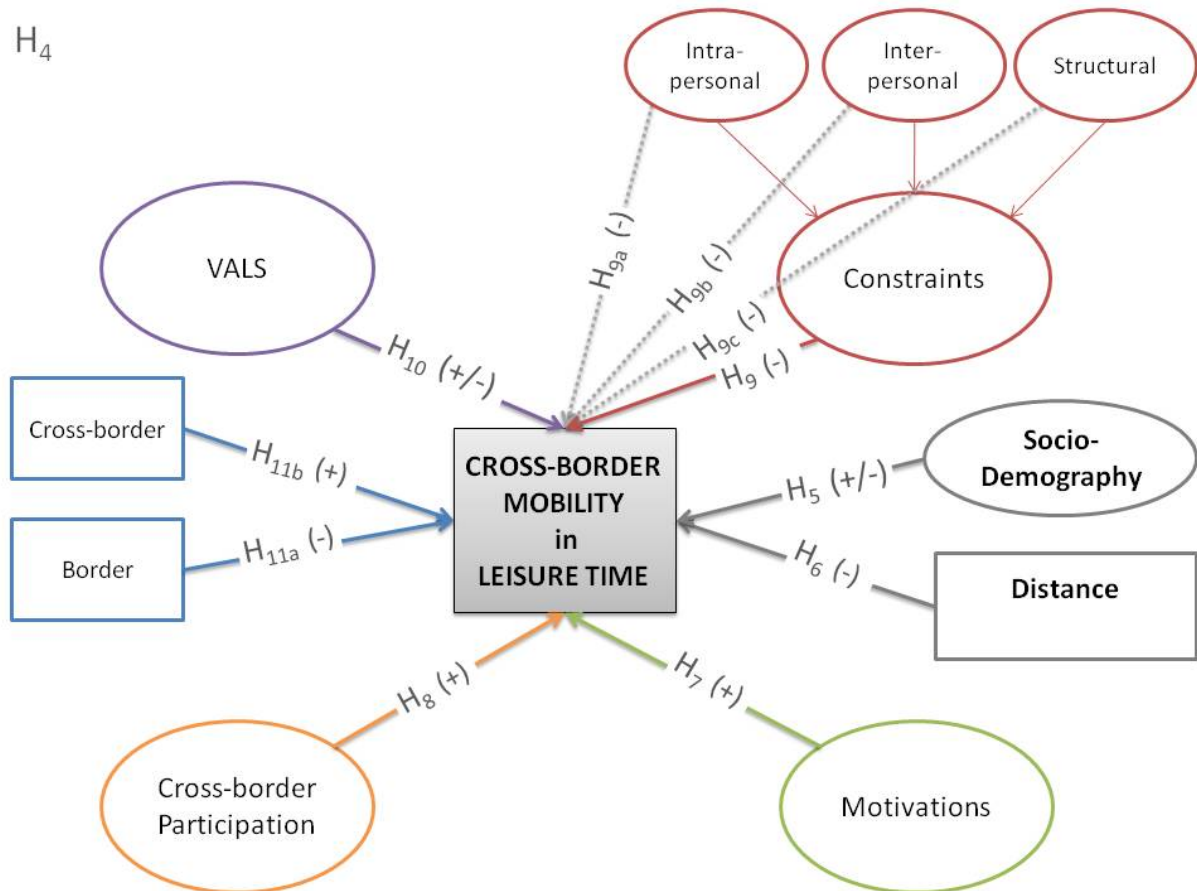 H4
Intra-
personal
Inter-
personal
Structural
VALS
Constraints
H9a (-)
H9b (-)
H9c (-)
H9 (-)
H10 (+/-)
Cross-border
H11b (+)
Border
H11a (-)
CROSS-BORDER
MOBILITY
in
LEISURE TIME
Socio-
Demography
H5 (+/-)
H6 (-)
Distance
H8 (+)
H7 (+)
Cross-border
Participation
Motivations